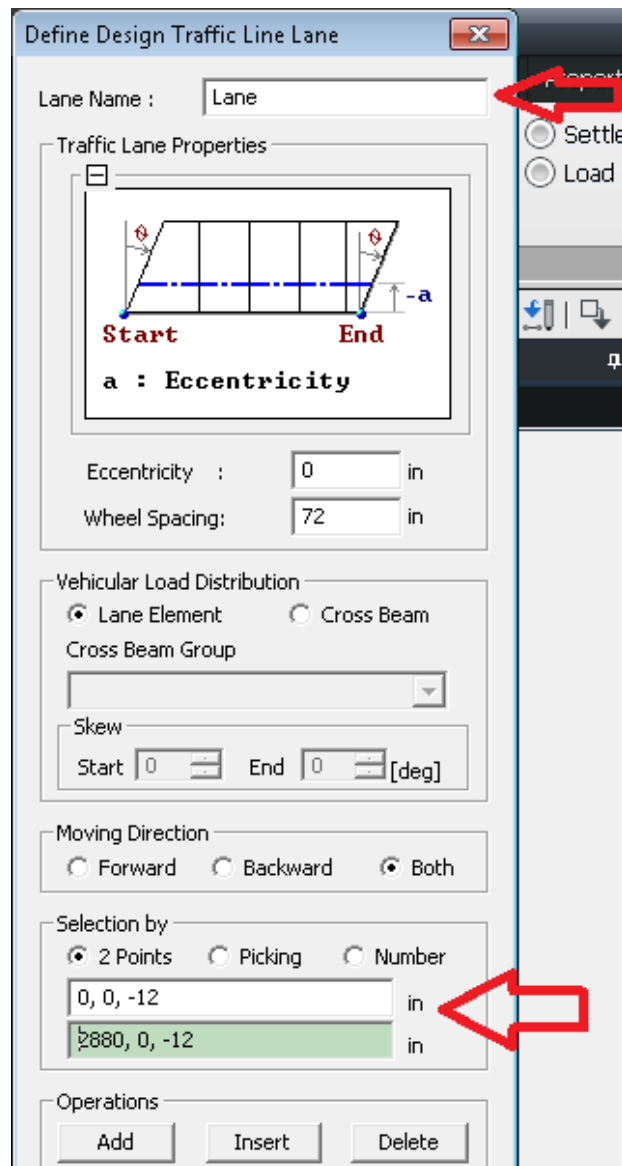 Define Design Traffic Line Lane
Lane Name : Lane
Traffic Lane Properties
θ θ
-a
Start End
a : Eccentricity
Eccentricity : 0 in
Wheel Spacing: 72 in
Vehicular Load Distribution
Lane Element Cross Beam
Cross Beam Group
Skew
Start 0 End 0 [deg]
Moving Direction
Forward Backward Both
Selection by
2 Points Picking Number
0, 0, -12 in
2880, 0, -12 in
Operations
Add Insert Delete
Settle
Load